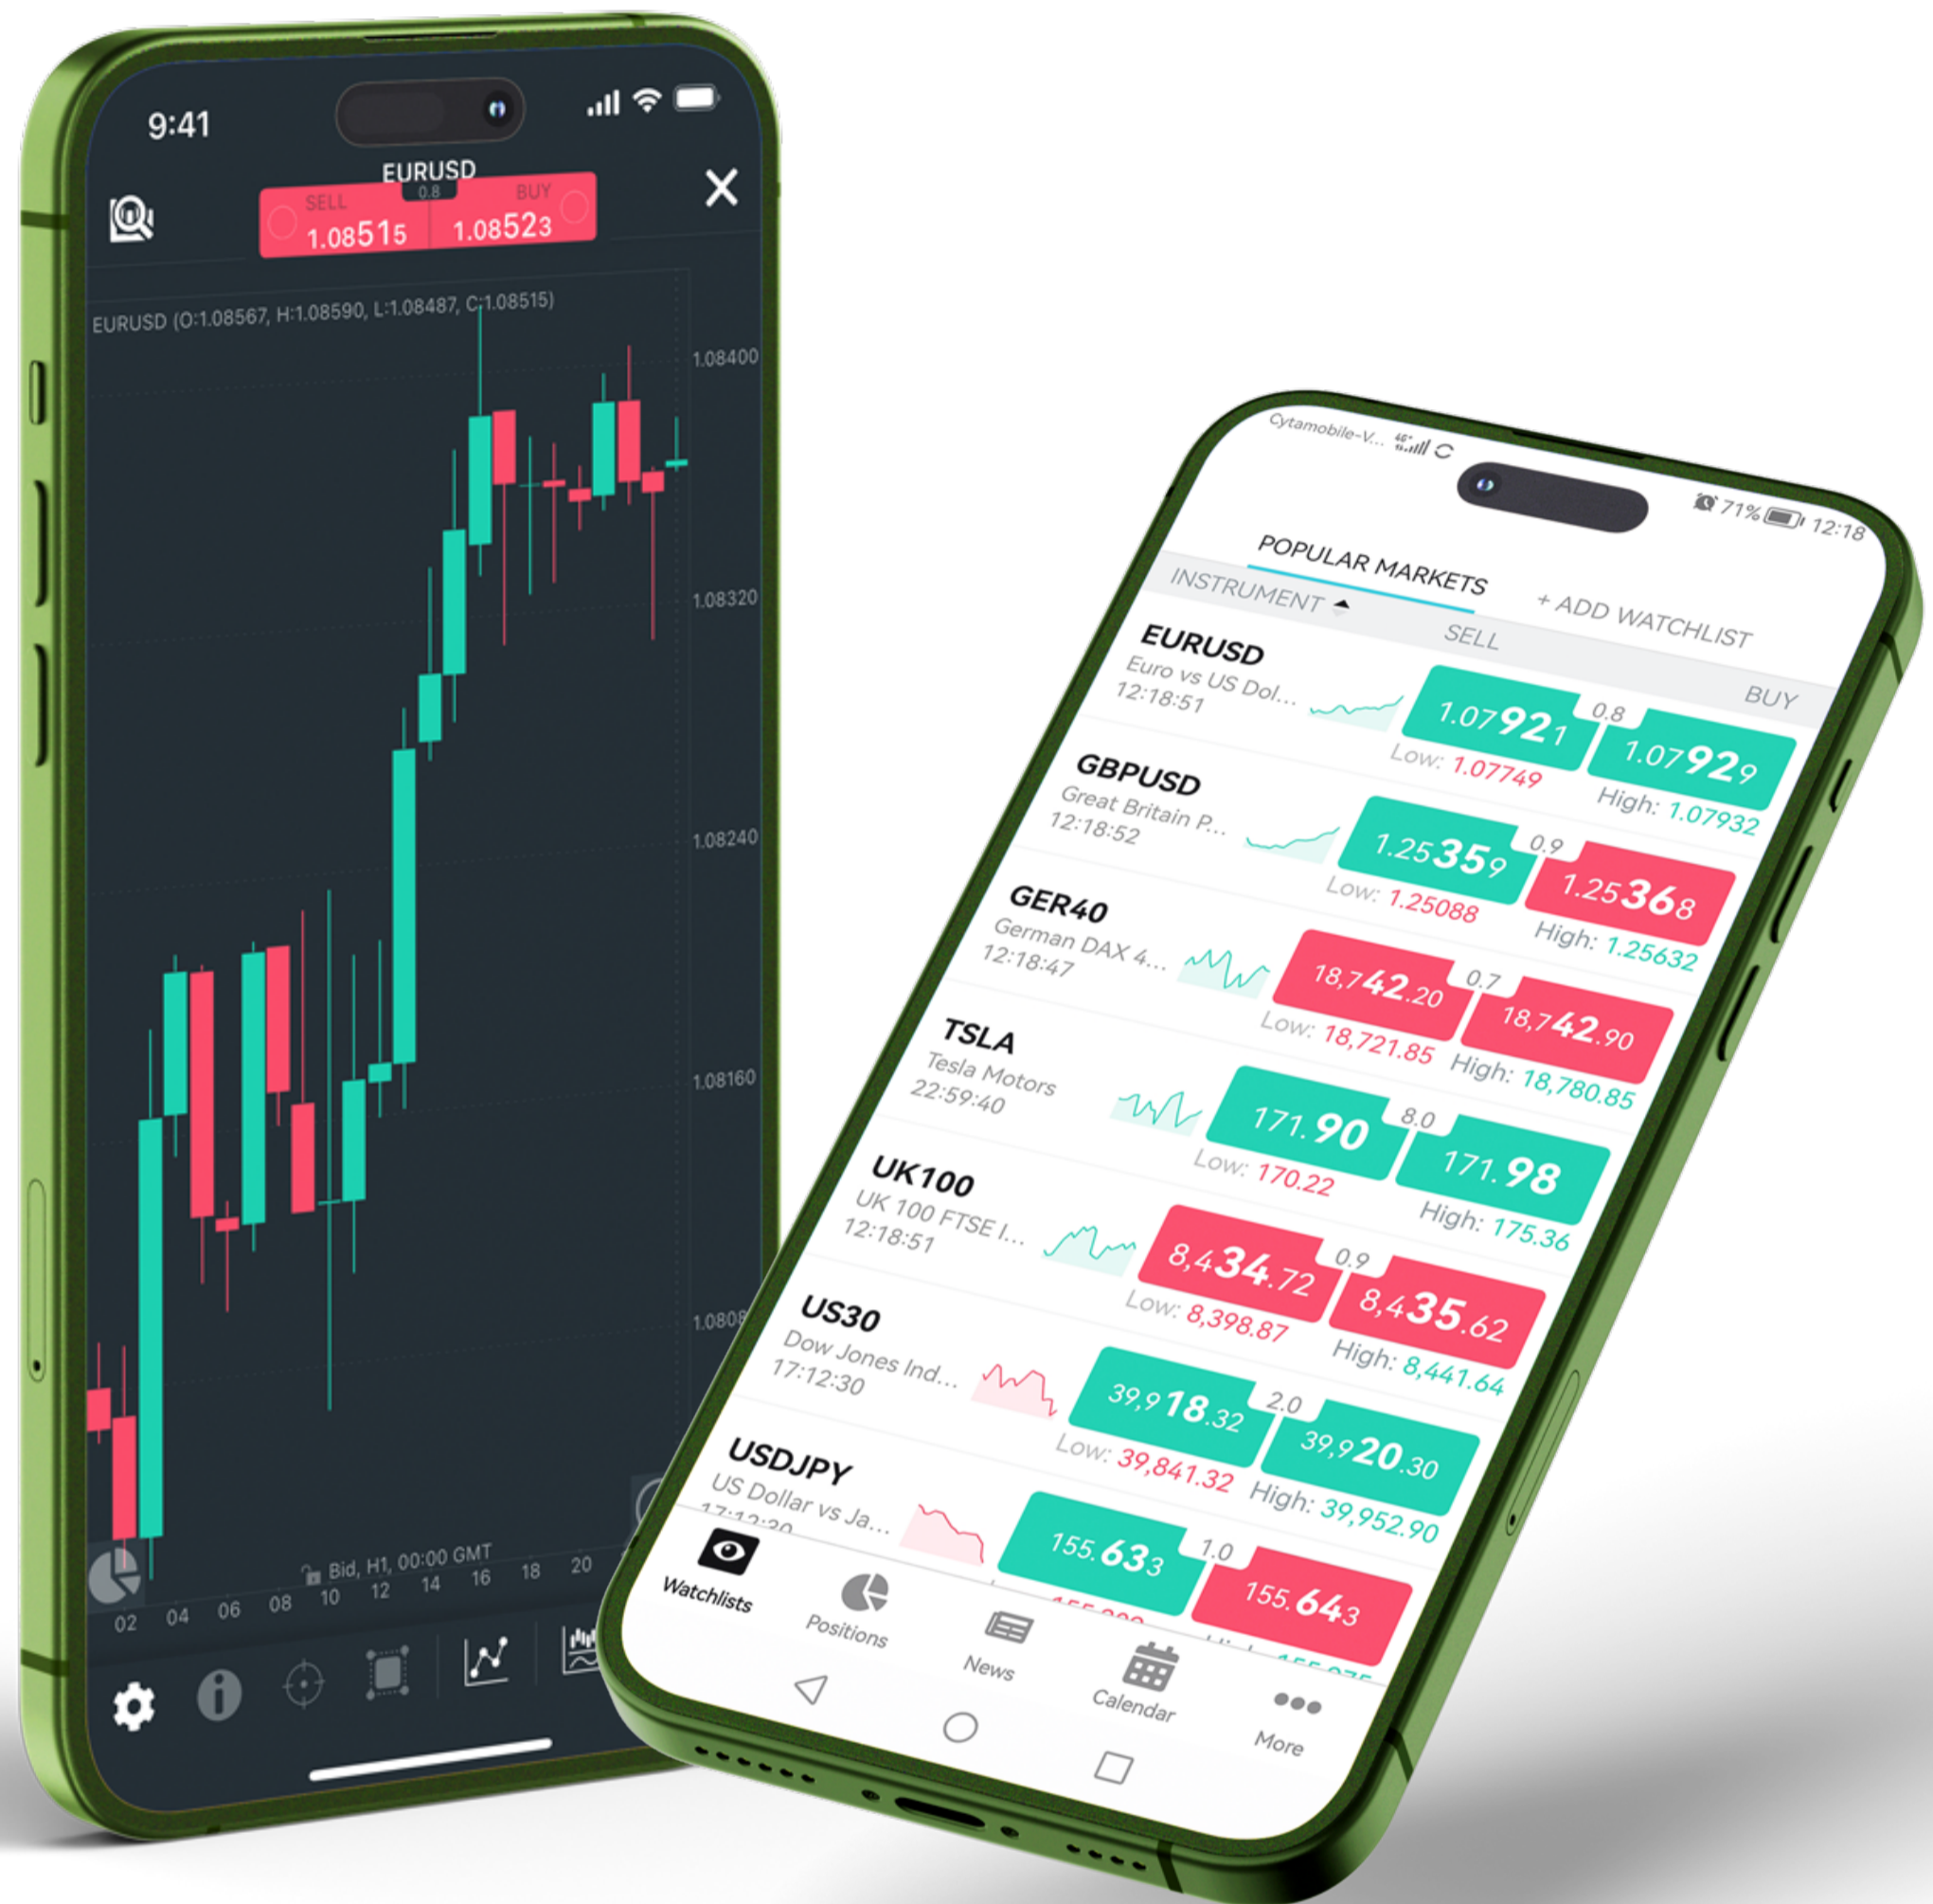 9:41
EURUSD
SELL 0.8 BUY
1.08515 1.08523
EURUSD (O:1.08567, H:1.08590, L:1.08487, C:1.08515)
1.08400
1.08320
1.08240
1.08160
Bid, H1, 00:00 GMT
02 04 06 08 10 12 14 16 18 20
Cytamobile-V... 71% 12:18
POPULAR MARKETS + ADD WATCHLIST
INSTRUMENT SELL BUY
EURUSD
Euro vs US Dol...
12:18:51
1.07921 0.8 1.07929
Low: 1.07749 High: 1.07932
GBPUSD
Great Britain P...
12:18:52
1.25359 0.9 1.25368
Low: 1.25088 High: 1.25632
GER40
German DAX 4...
12:18:47
18,742.20 0.7 18,742.90
Low: 18,721.85 High: 18,780.85
TSLA
Tesla Motors
22:59:40
171.90 8.0 171.98
Low: 170.22 High: 175.36
UK100
UK 100 FTSE I...
12:18:51
8,434.72 0.9 8,435.62
Low: 8,398.87 High: 8,441.64
US30
Dow Jones Ind...
17:12:30
39,918.32 2.0 39,920.30
Low: 39,841.32 High: 39,952.90
USDJPY
US Dollar vs Ja...
155.633 1.0 155.643
Watchlists
Positions
News
Calendar
More